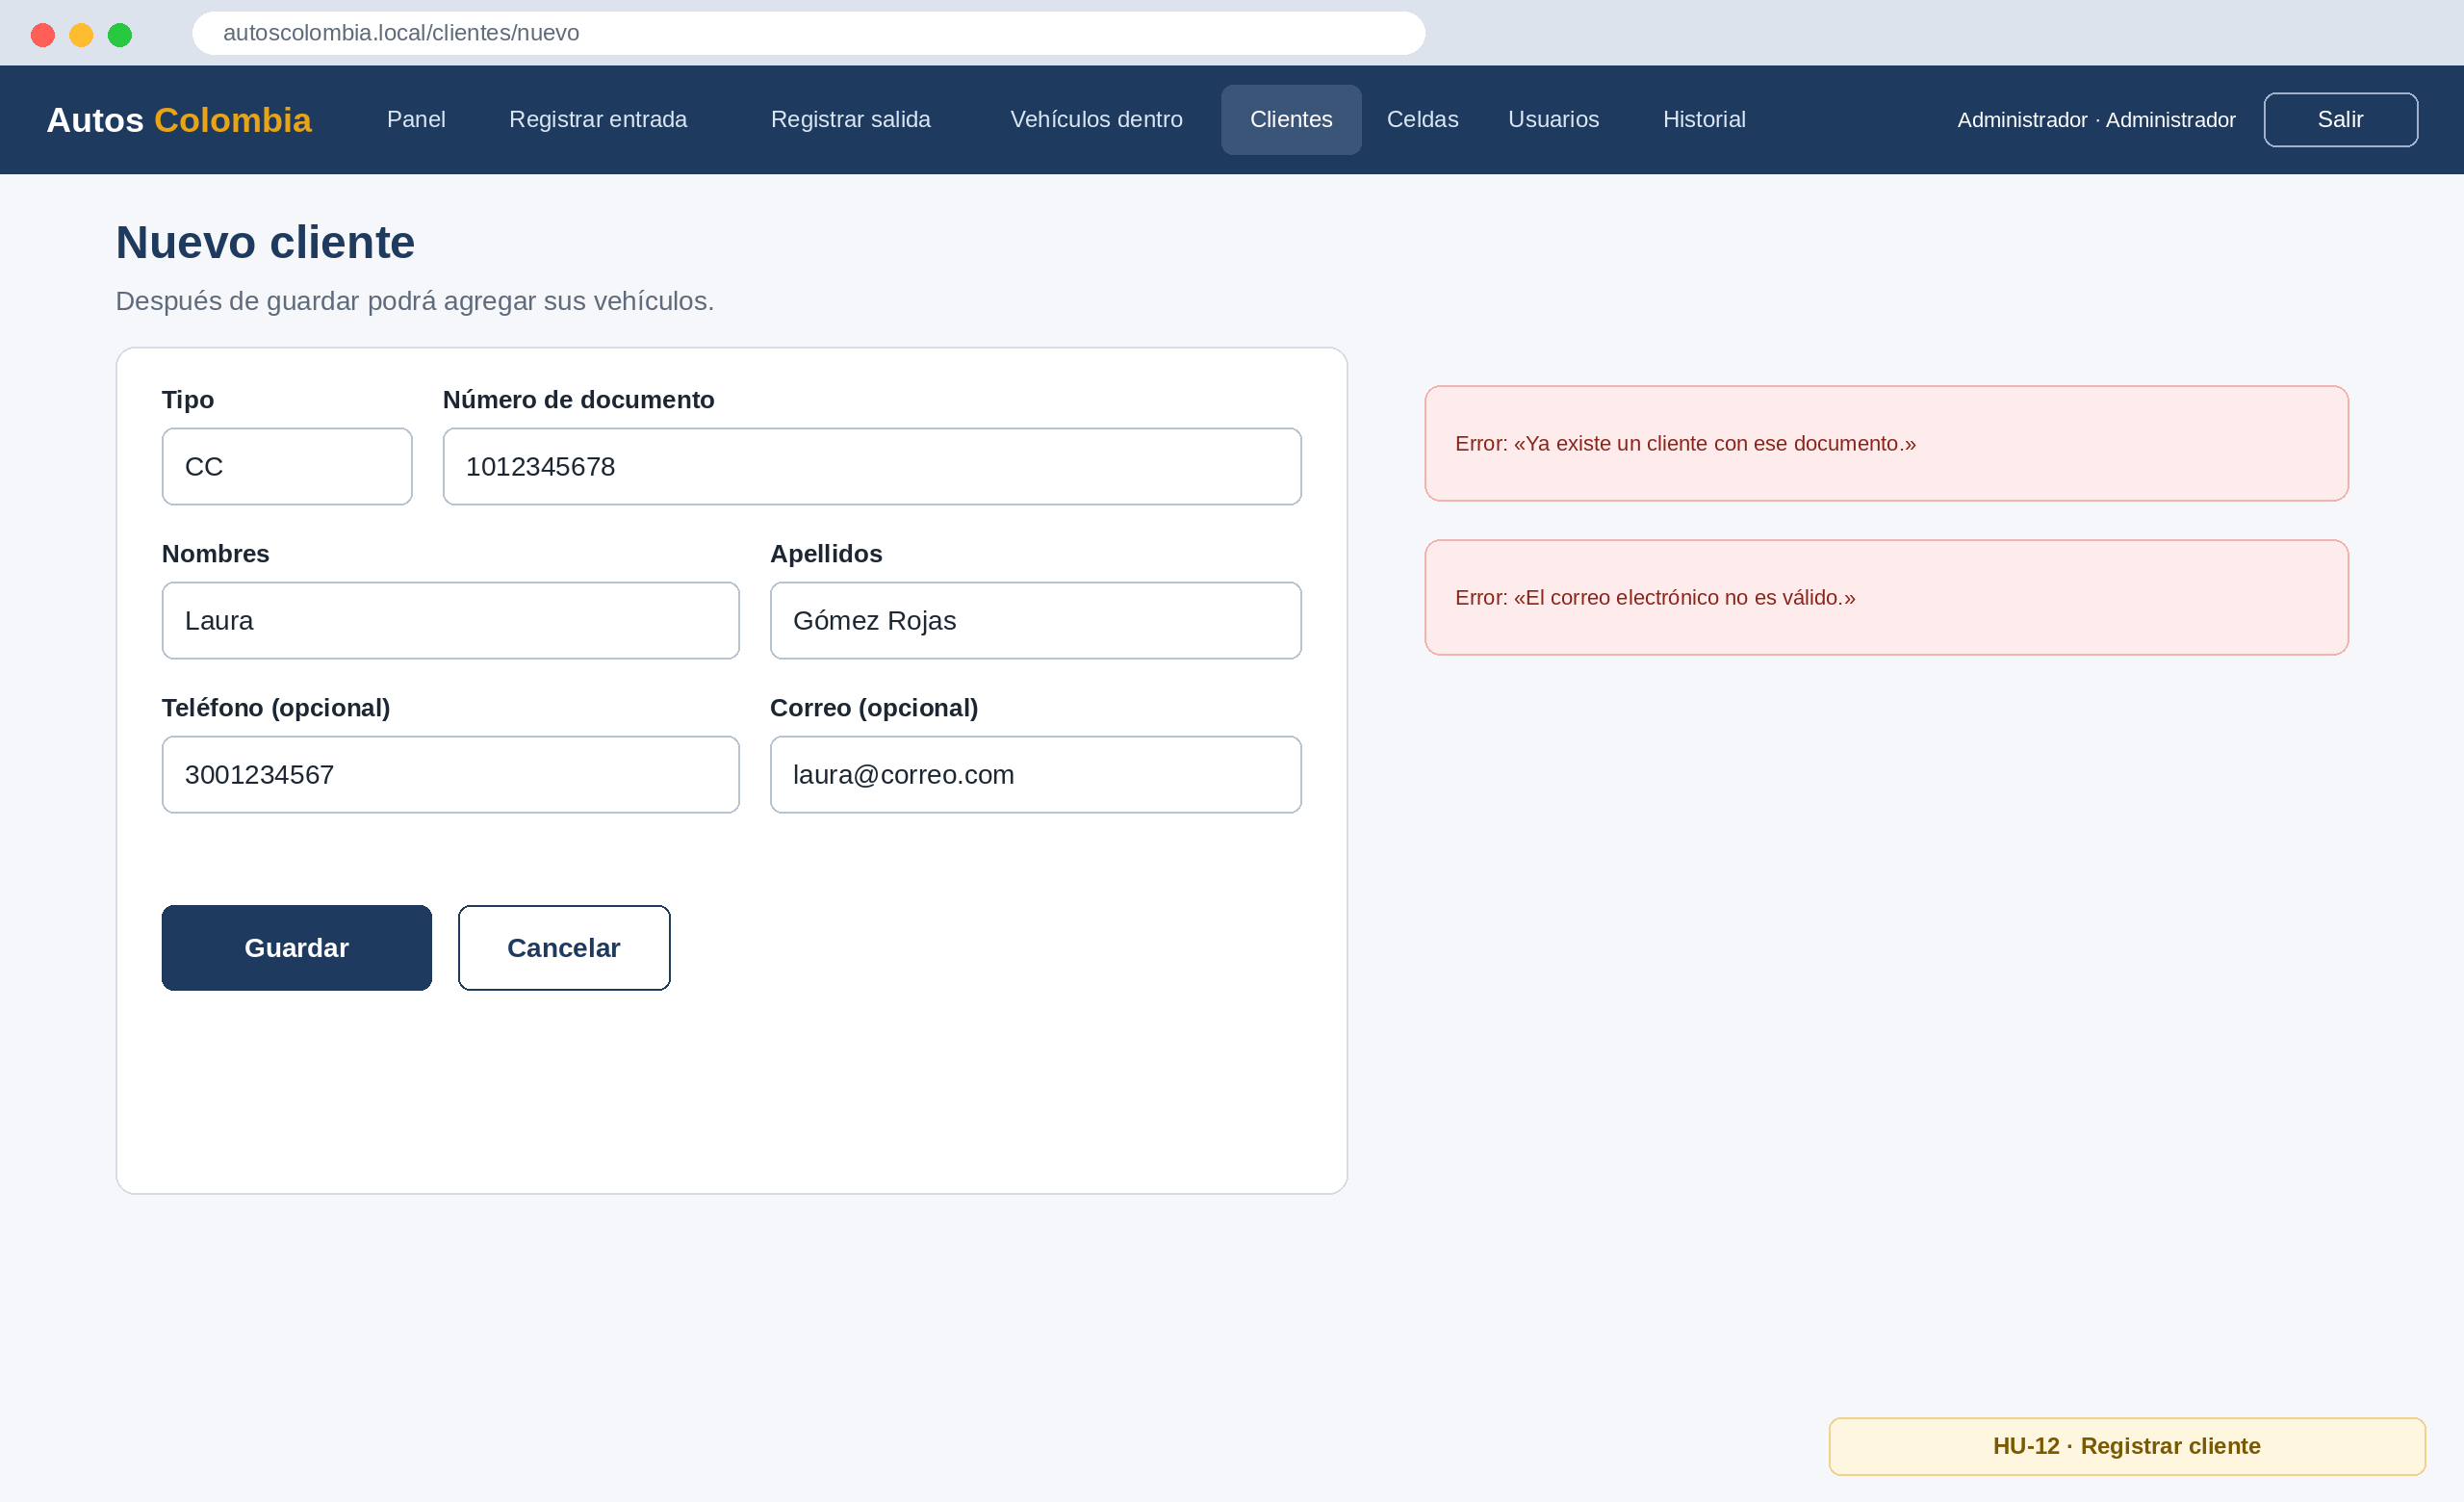 autoscolombia.local/clientes/nuevo
Autos Colombia Panel Registrar entrada Registrar salida Vehículos dentro Clientes Celdas Usuarios Historial Administrador · Administrador Salir
Nuevo cliente
Después de guardar podrá agregar sus vehículos.
Tipo Número de documento
CC 1012345678
Nombres Apellidos
Laura Gómez Rojas
Teléfono (opcional) Correo (opcional)
3001234567 laura@correo.com
Guardar Cancelar
Error: «Ya existe un cliente con ese documento.»
Error: «El correo electrónico no es válido.»
HU-12 · Registrar cliente